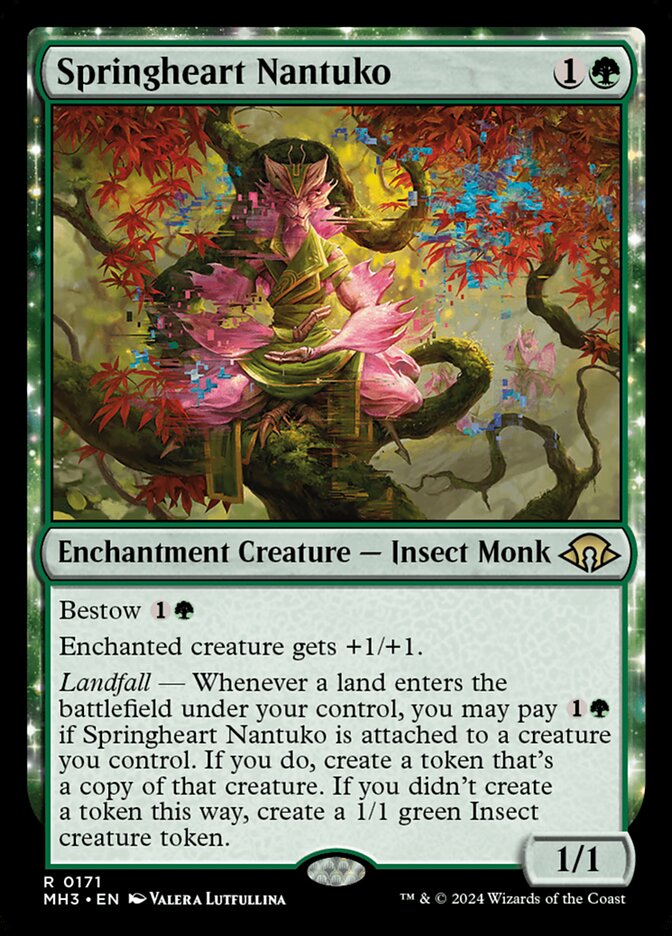 Springheart Nantuko 1
Enchantment Creature — Insect Monk
Bestow 1
Enchanted creature gets +1/+1.
Landfall — Whenever a land enters the
battlefield under your control, you may pay 1
if Springheart Nantuko is attached to a creature
you control. If you do, create a token that's
a copy of that creature. If you didn't create
a token this way, create a 1/1 green Insect
creature token.
1/1
R 0171
MH3 • EN Valera Lutfullina
™ & © 2024 Wizards of the Coast